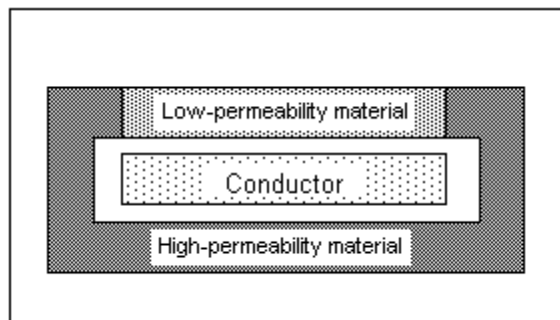 Low-permeability material
Conductor
High-permeability material